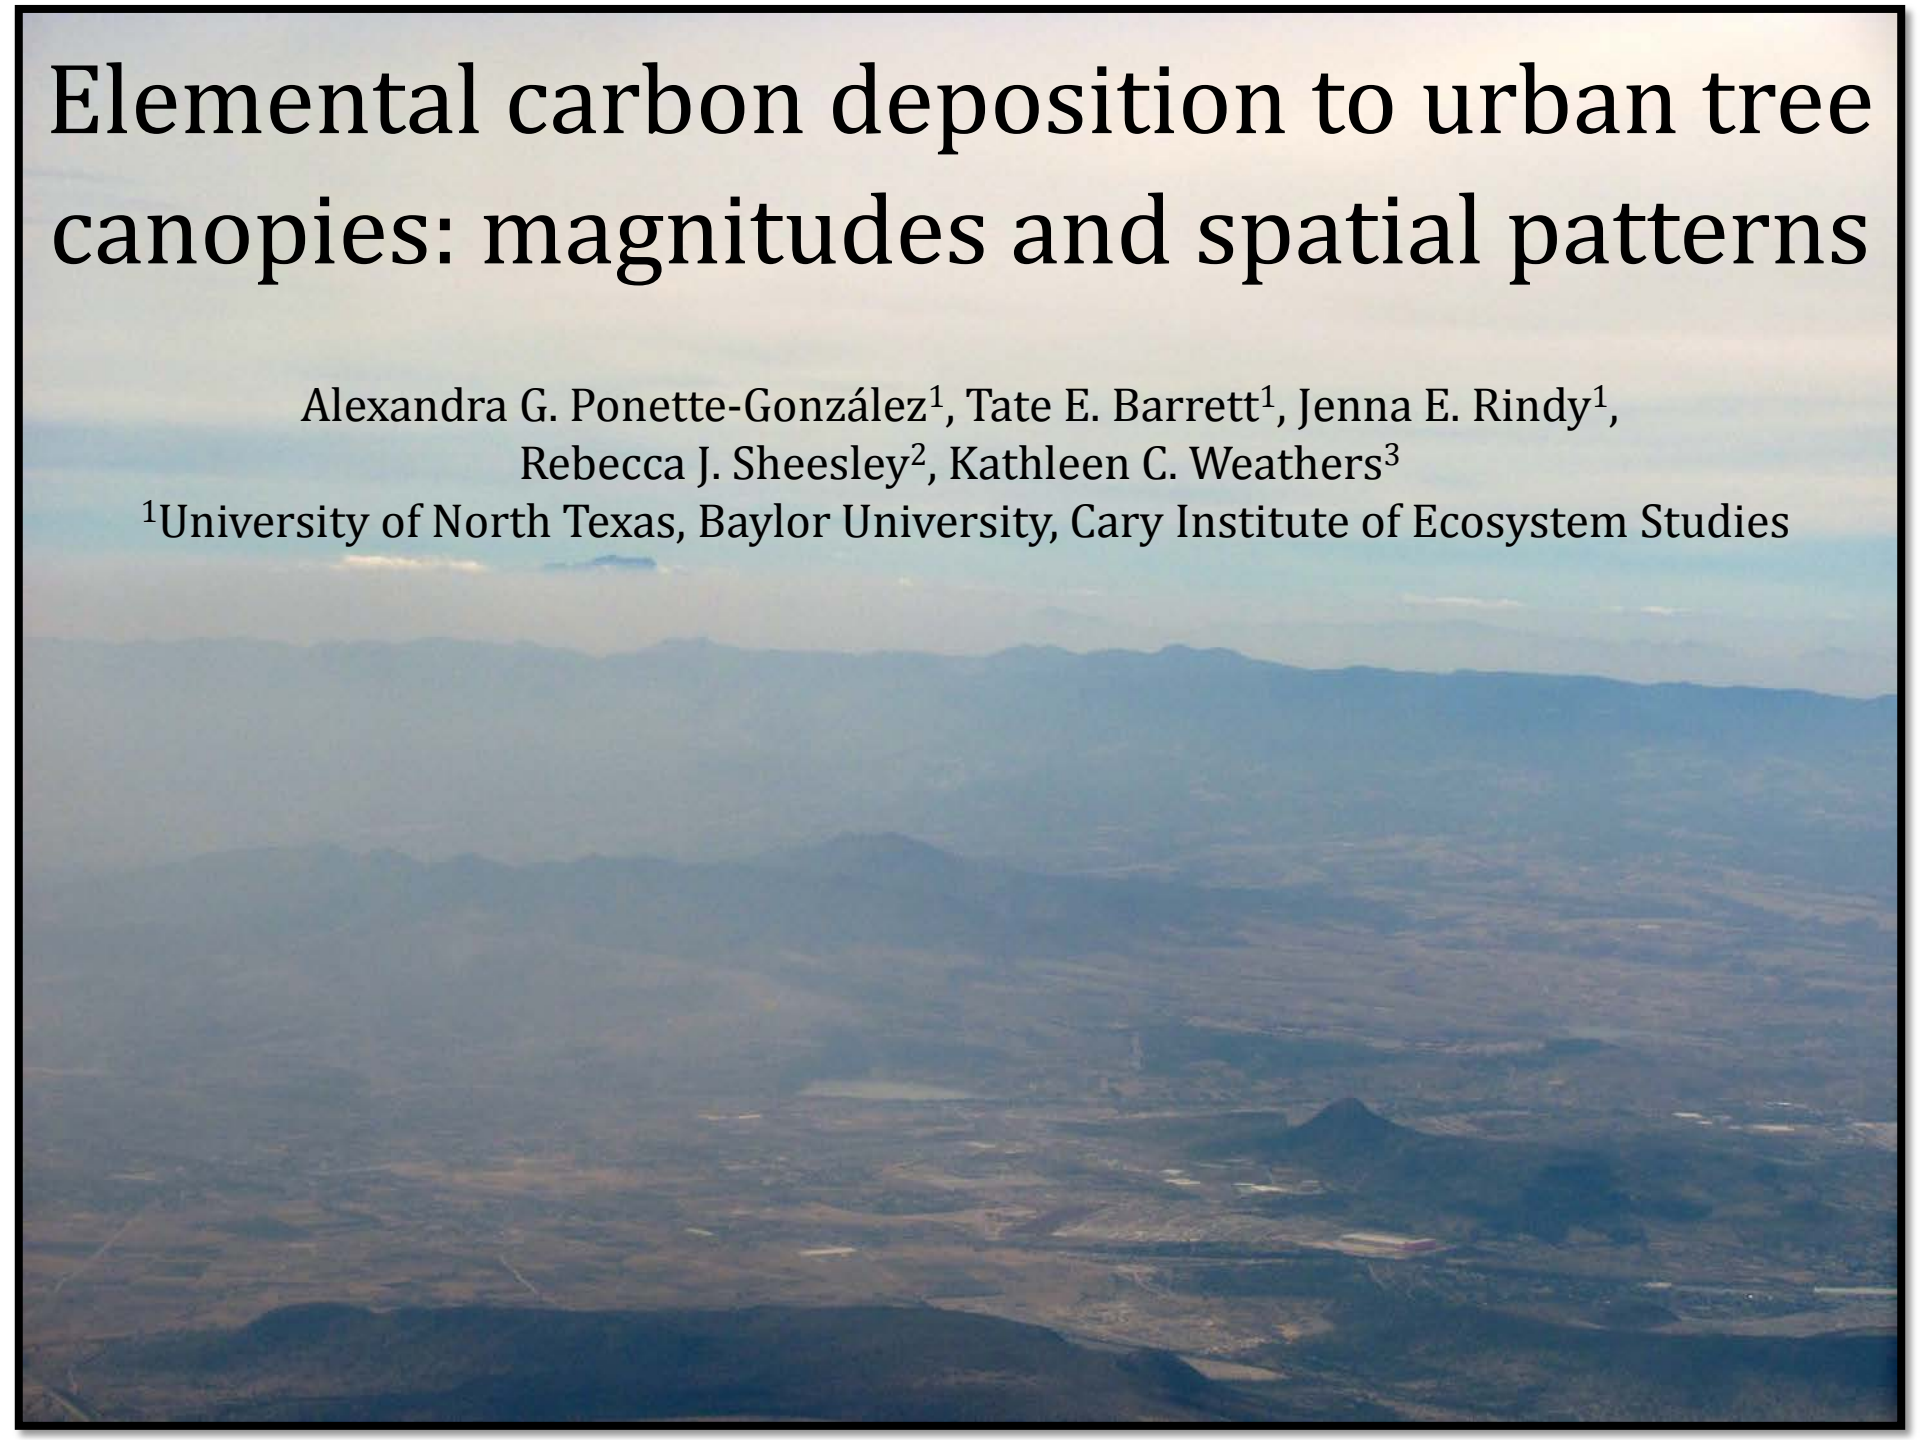 Elemental carbon deposition to urban tree
canopies: magnitudes and spatial patterns
Alexandra G. Ponette-González¹, Tate E. Barrett¹, Jenna E. Rindy¹,
Rebecca J. Sheesley², Kathleen C. Weathers³
¹University of North Texas, Baylor University, Cary Institute of Ecosystem Studies